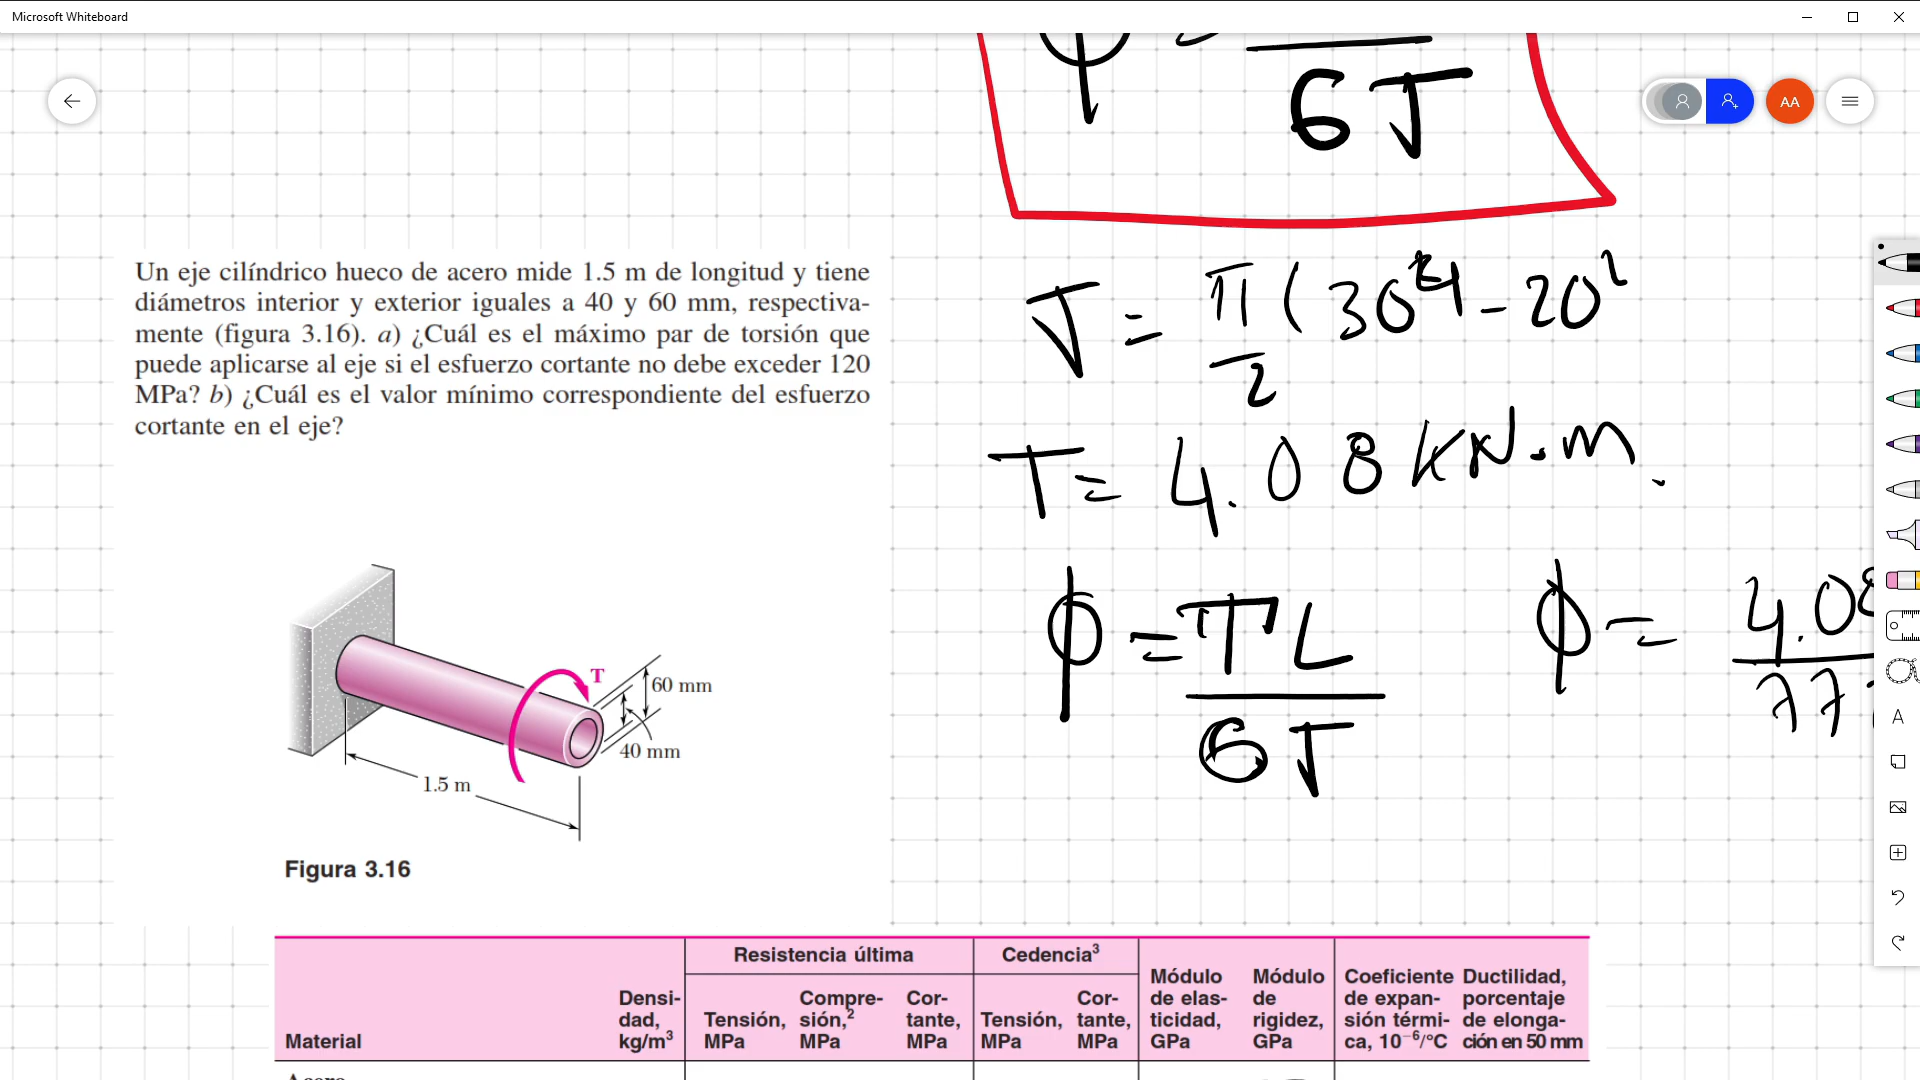 Microsoft Whiteboard
AA
GJ
Un eje cilíndrico hueco de acero mide 1.5 m de longitud y tiene
diámetros interior y exterior iguales a 40 y 60 mm, respectiva-
mente (figura 3.16). a) ¿Cuál es el máximo par de torsión que
puede aplicarse al eje si el esfuerzo cortante no debe exceder 120
MPa? b) ¿Cuál es el valor mínimo correspondiente del esfuerzo
cortante en el eje?
J = π/2 (30⁴ - 20²
T = 4.08 KN.m.
ϕ = TL/GJ
ϕ = 4.08/77
T
60 mm
40 mm
1.5 m
Figura 3.16
Material
Densi-
dad,
kg/m³
Resistencia última
Tensión,
MPa
Compre-
sión,²
MPa
Cor-
tante,
MPa
Cedencia³
Tensión,
MPa
Cor-
tante,
MPa
Módulo
de elas-
ticidad,
GPa
Módulo
de
rigidez,
GPa
Coeficiente
de expan-
sión térmi-
ca, 10⁻⁶/°C
Ductilidad,
porcentaje
de elonga-
ción en 50 mm